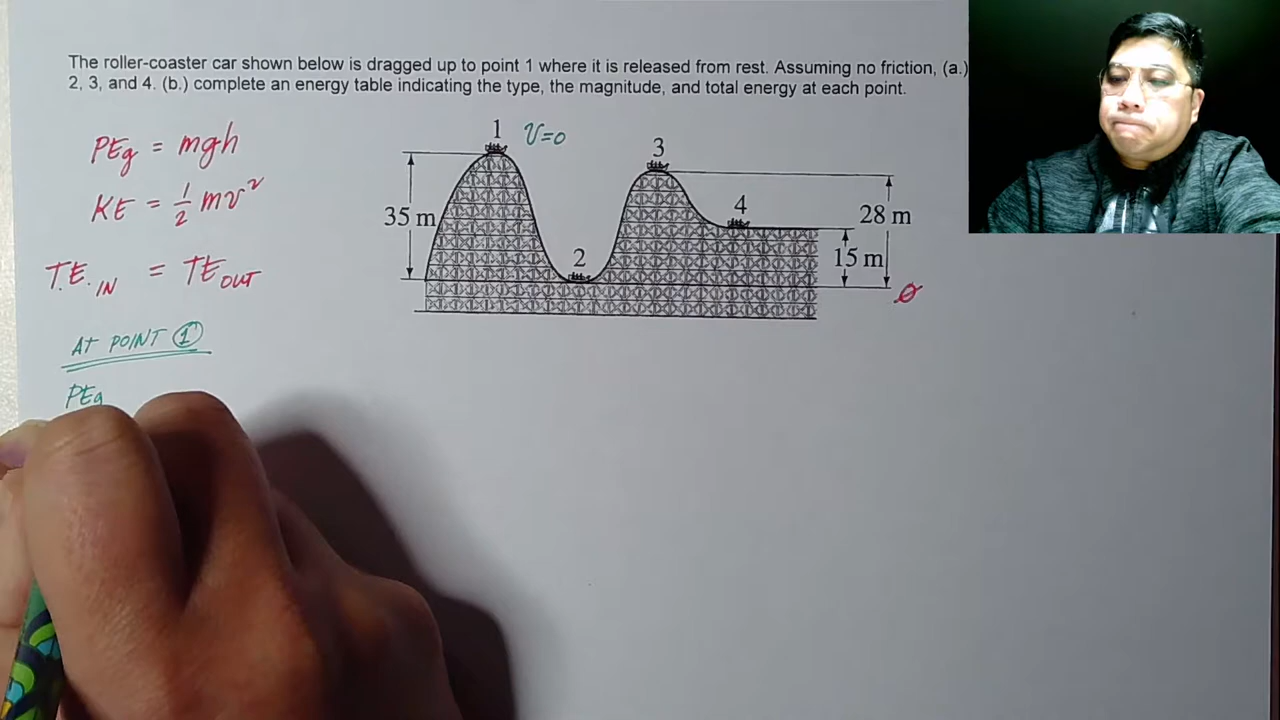 The roller-coaster car shown below is dragged up to point 1 where it is released from rest. Assuming no friction, (a.)
2, 3, and 4. (b.) complete an energy table indicating the type, the magnitude, and total energy at each point.
PEg = mgh
KE = 1/2 mv²
T.E. IN = TE OUT
AT POINT 1
PEg
1 V=0
3
35 m
4
28 m
2
15 m
Ø